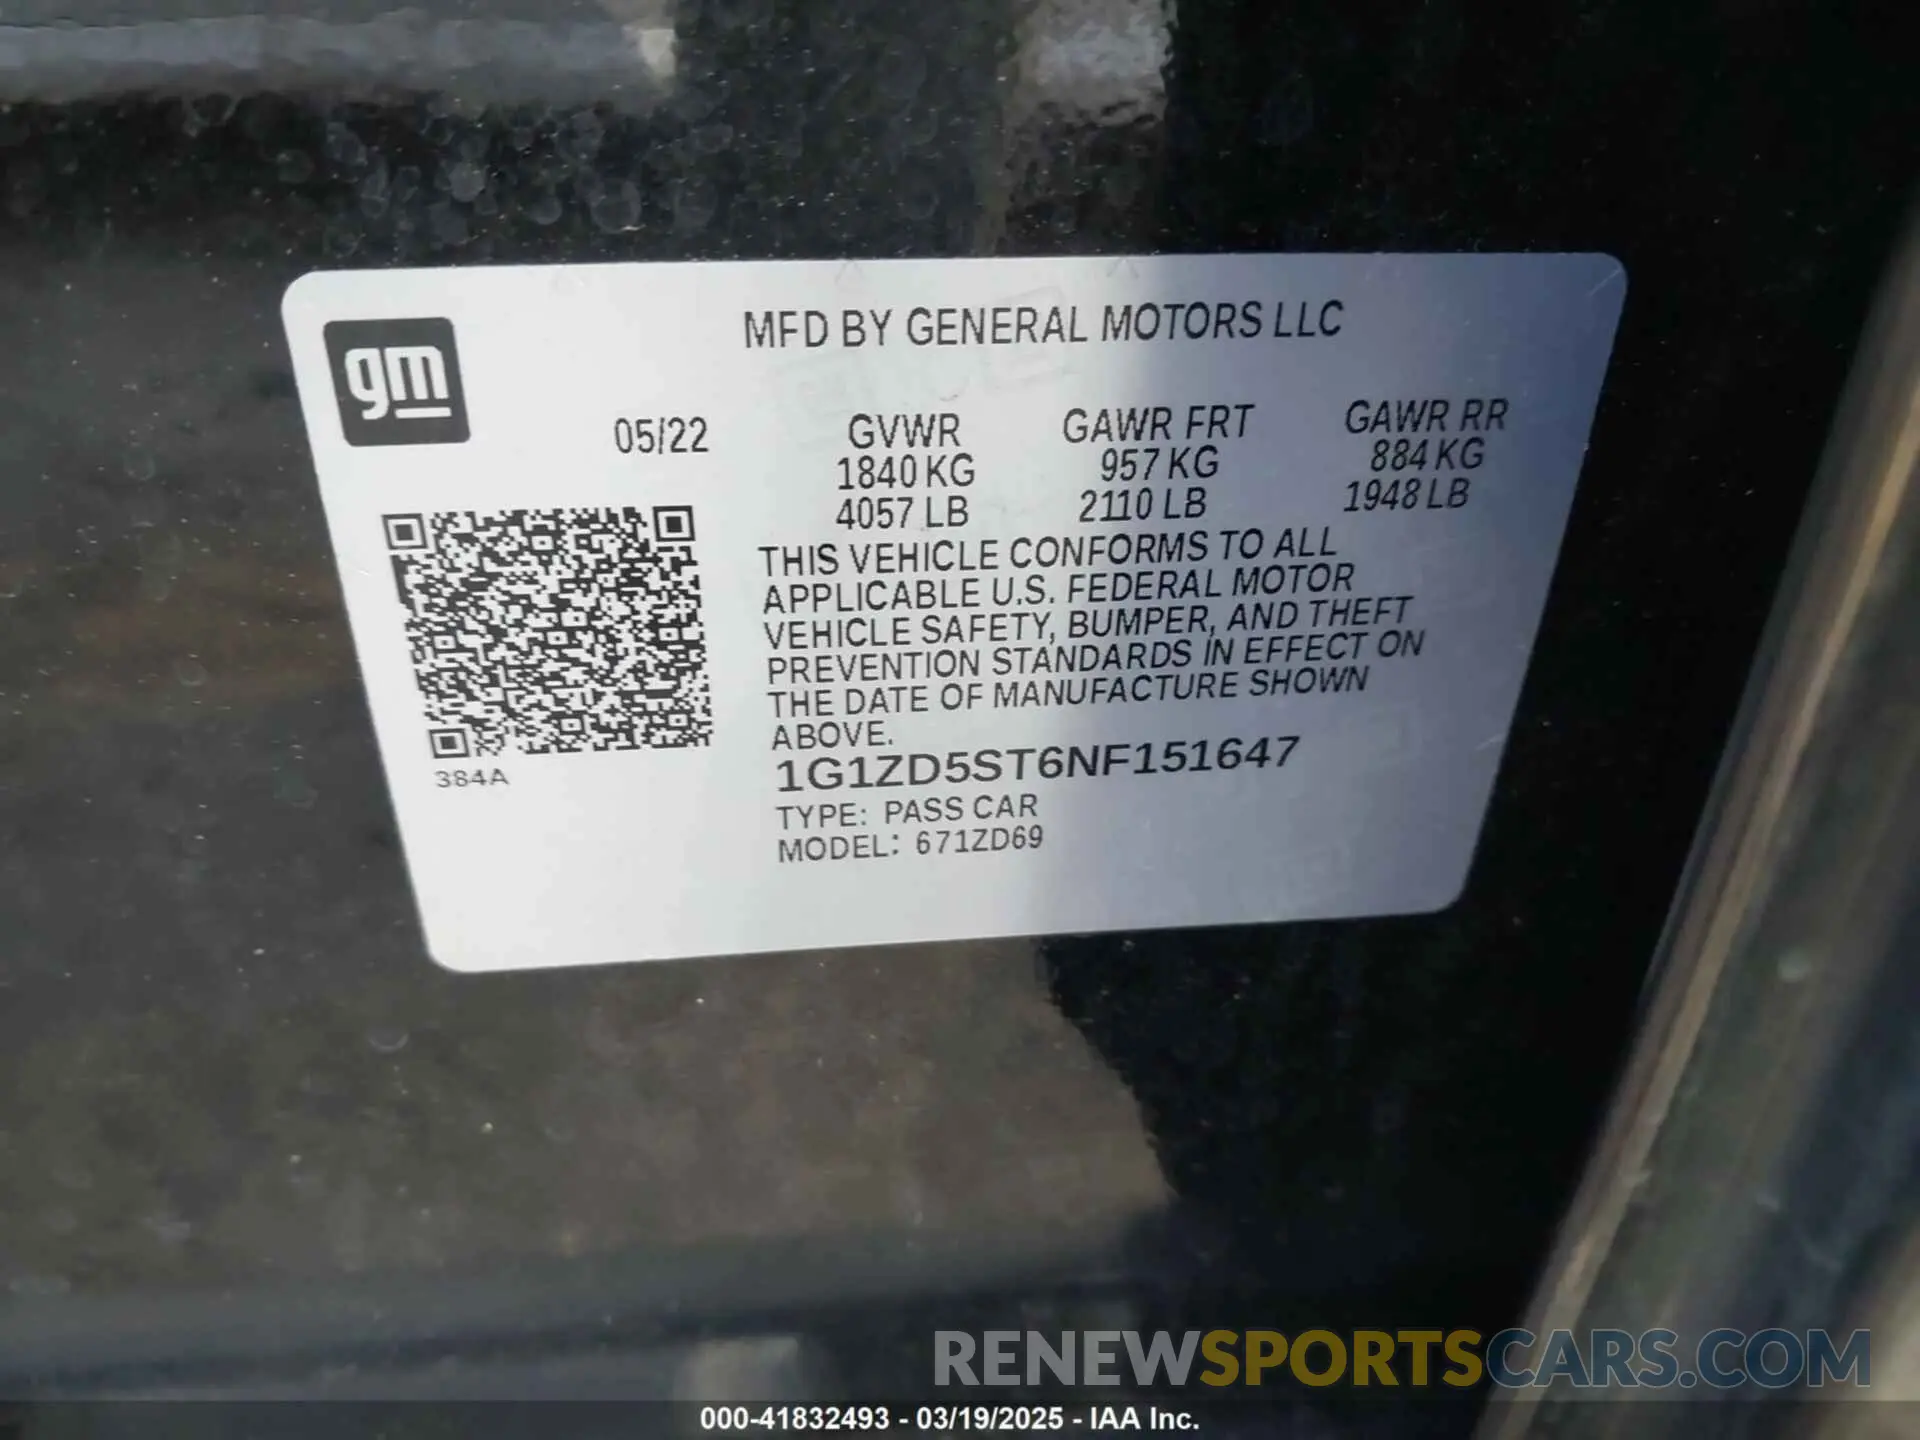 MFD BY GENERAL MOTORS LLC
gm
05/22 GVWR GAWR FRT GAWR RR
1840 KG 957 KG 884 KG
4057 LB 2110 LB 1948 LB
THIS VEHICLE CONFORMS TO ALL
APPLICABLE U.S. FEDERAL MOTOR
VEHICLE SAFETY, BUMPER, AND THEFT
PREVENTION STANDARDS IN EFFECT ON
THE DATE OF MANUFACTURE SHOWN
ABOVE.
384A
1G1ZD5ST6NF151647
TYPE: PASS CAR
MODEL: 671ZD69
RENEWSPORTSCARS.COM
000-41832493 - 03/19/2025 - IAA Inc.